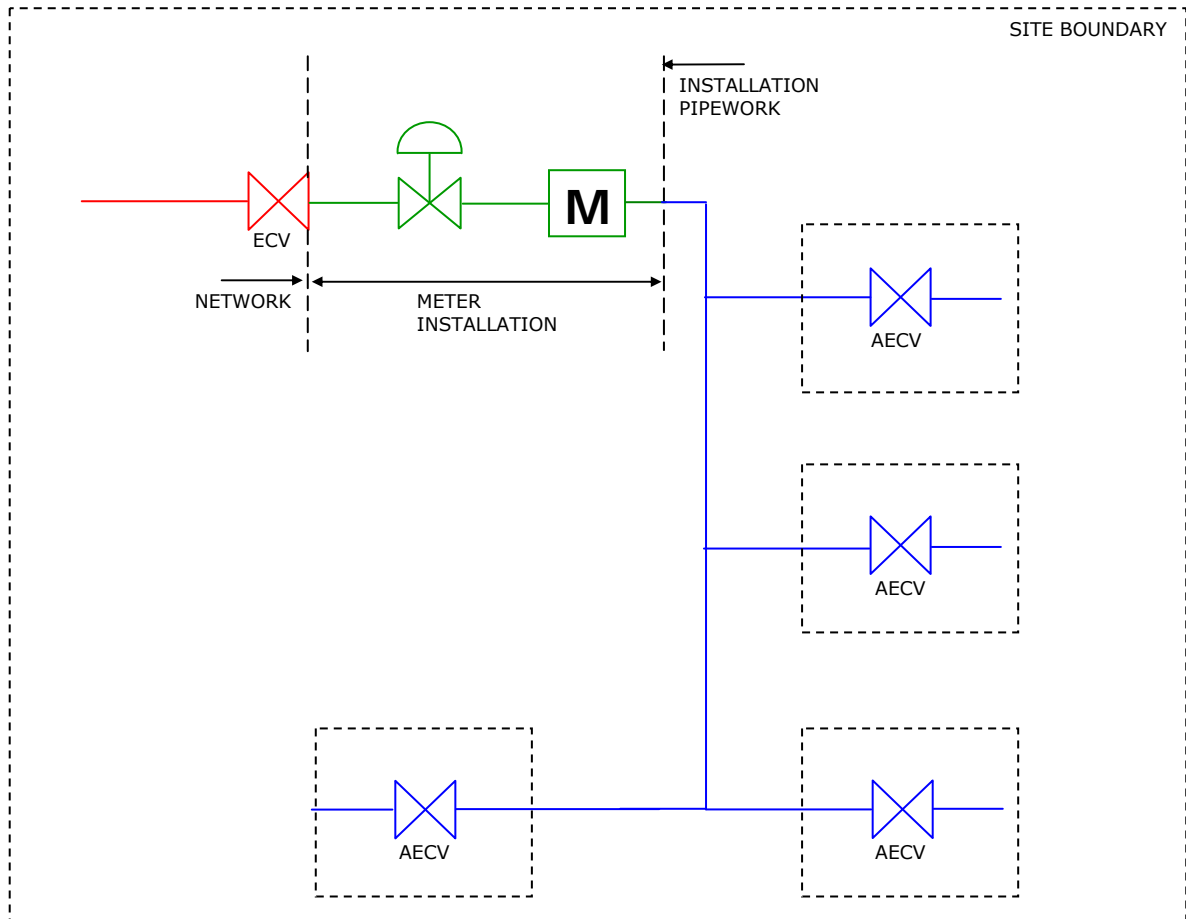 SITE BOUNDARY
INSTALLATION
PIPEWORK
M
ECV
NETWORK
METER
INSTALLATION
AECV
AECV
AECV
AECV